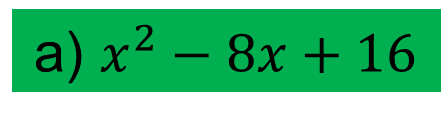 a) x² − 8x + 16